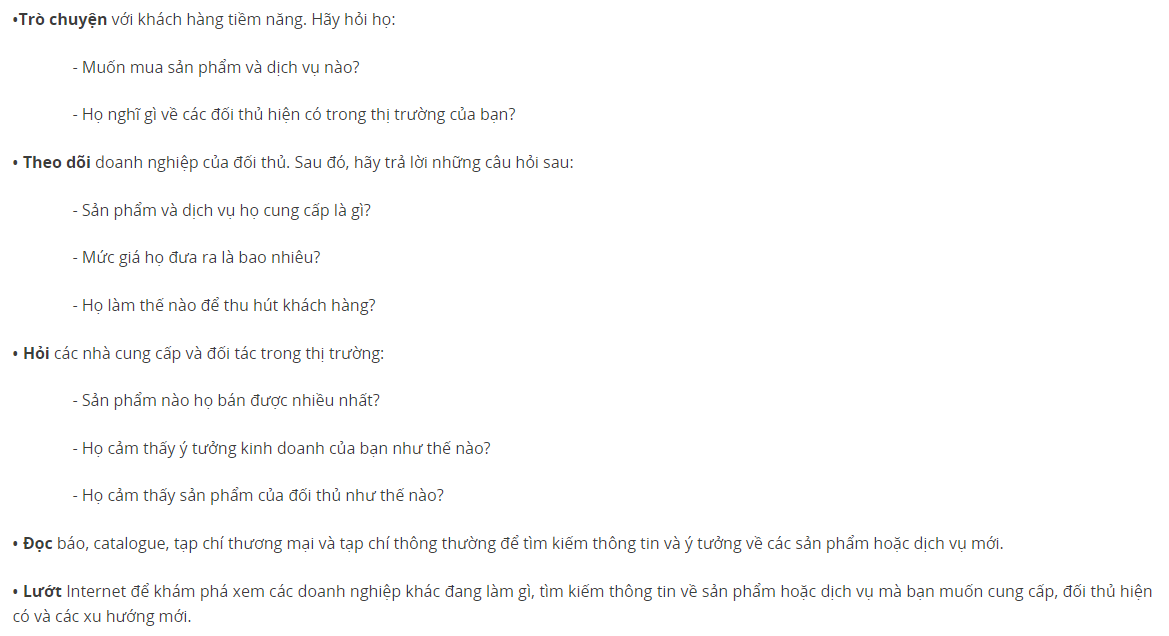 •Trò chuyện với khách hàng tiềm năng. Hãy hỏi họ:
- Muốn mua sản phẩm và dịch vụ nào?
- Họ nghĩ gì về các đối thủ hiện có trong thị trường của bạn?
• Theo dõi doanh nghiệp của đối thủ. Sau đó, hãy trả lời những câu hỏi sau:
- Sản phẩm và dịch vụ họ cung cấp là gì?
- Mức giá họ đưa ra là bao nhiêu?
- Họ làm thế nào để thu hút khách hàng?
• Hỏi các nhà cung cấp và đối tác trong thị trường:
- Sản phẩm nào họ bán được nhiều nhất?
- Họ cảm thấy ý tưởng kinh doanh của bạn như thế nào?
- Họ cảm thấy sản phẩm của đối thủ như thế nào?
• Đọc báo, catalogue, tạp chí thương mại và tạp chí thông thường để tìm kiếm thông tin và ý tưởng về các sản phẩm hoặc dịch vụ mới.
• Lướt Internet để khám phá xem các doanh nghiệp khác đang làm gì, tìm kiếm thông tin về sản phẩm hoặc dịch vụ mà bạn muốn cung cấp, đối thủ hiện
có và các xu hướng mới.